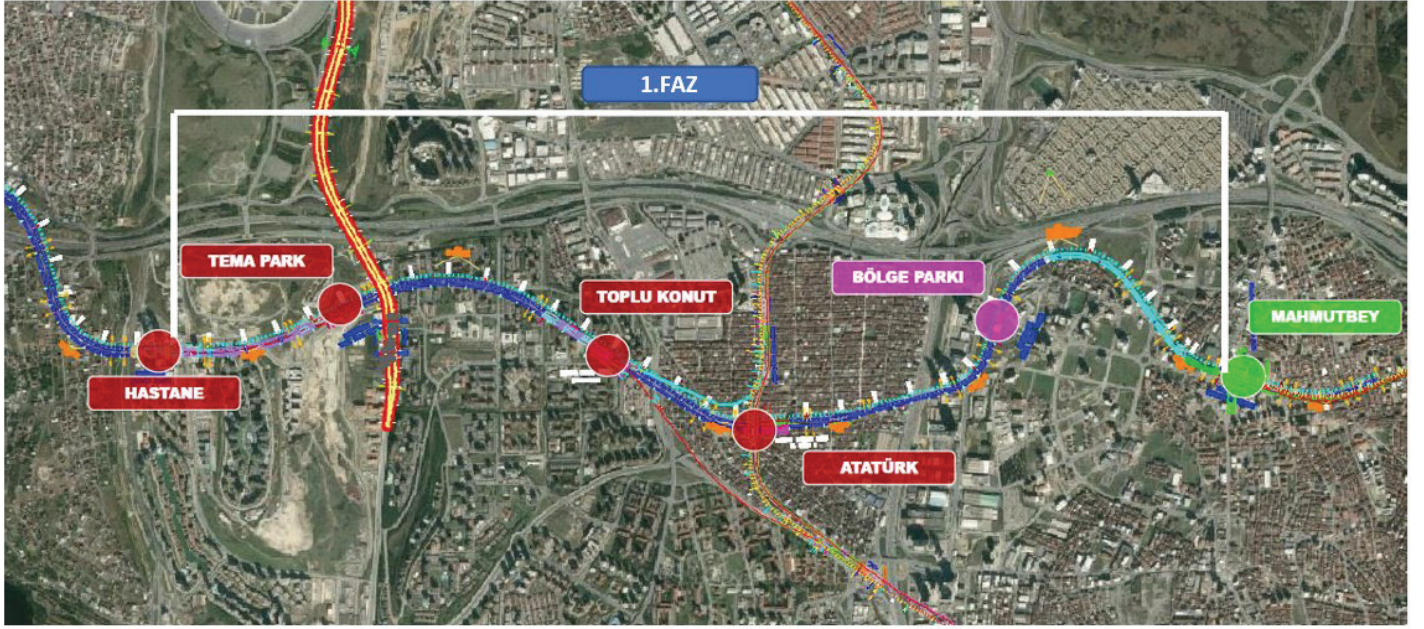 1.FAZ
TEMA PARK
BÖLGE PARKI
TOPLU KONUT
MAHMUTBEY
HASTANE
ATATÜRK